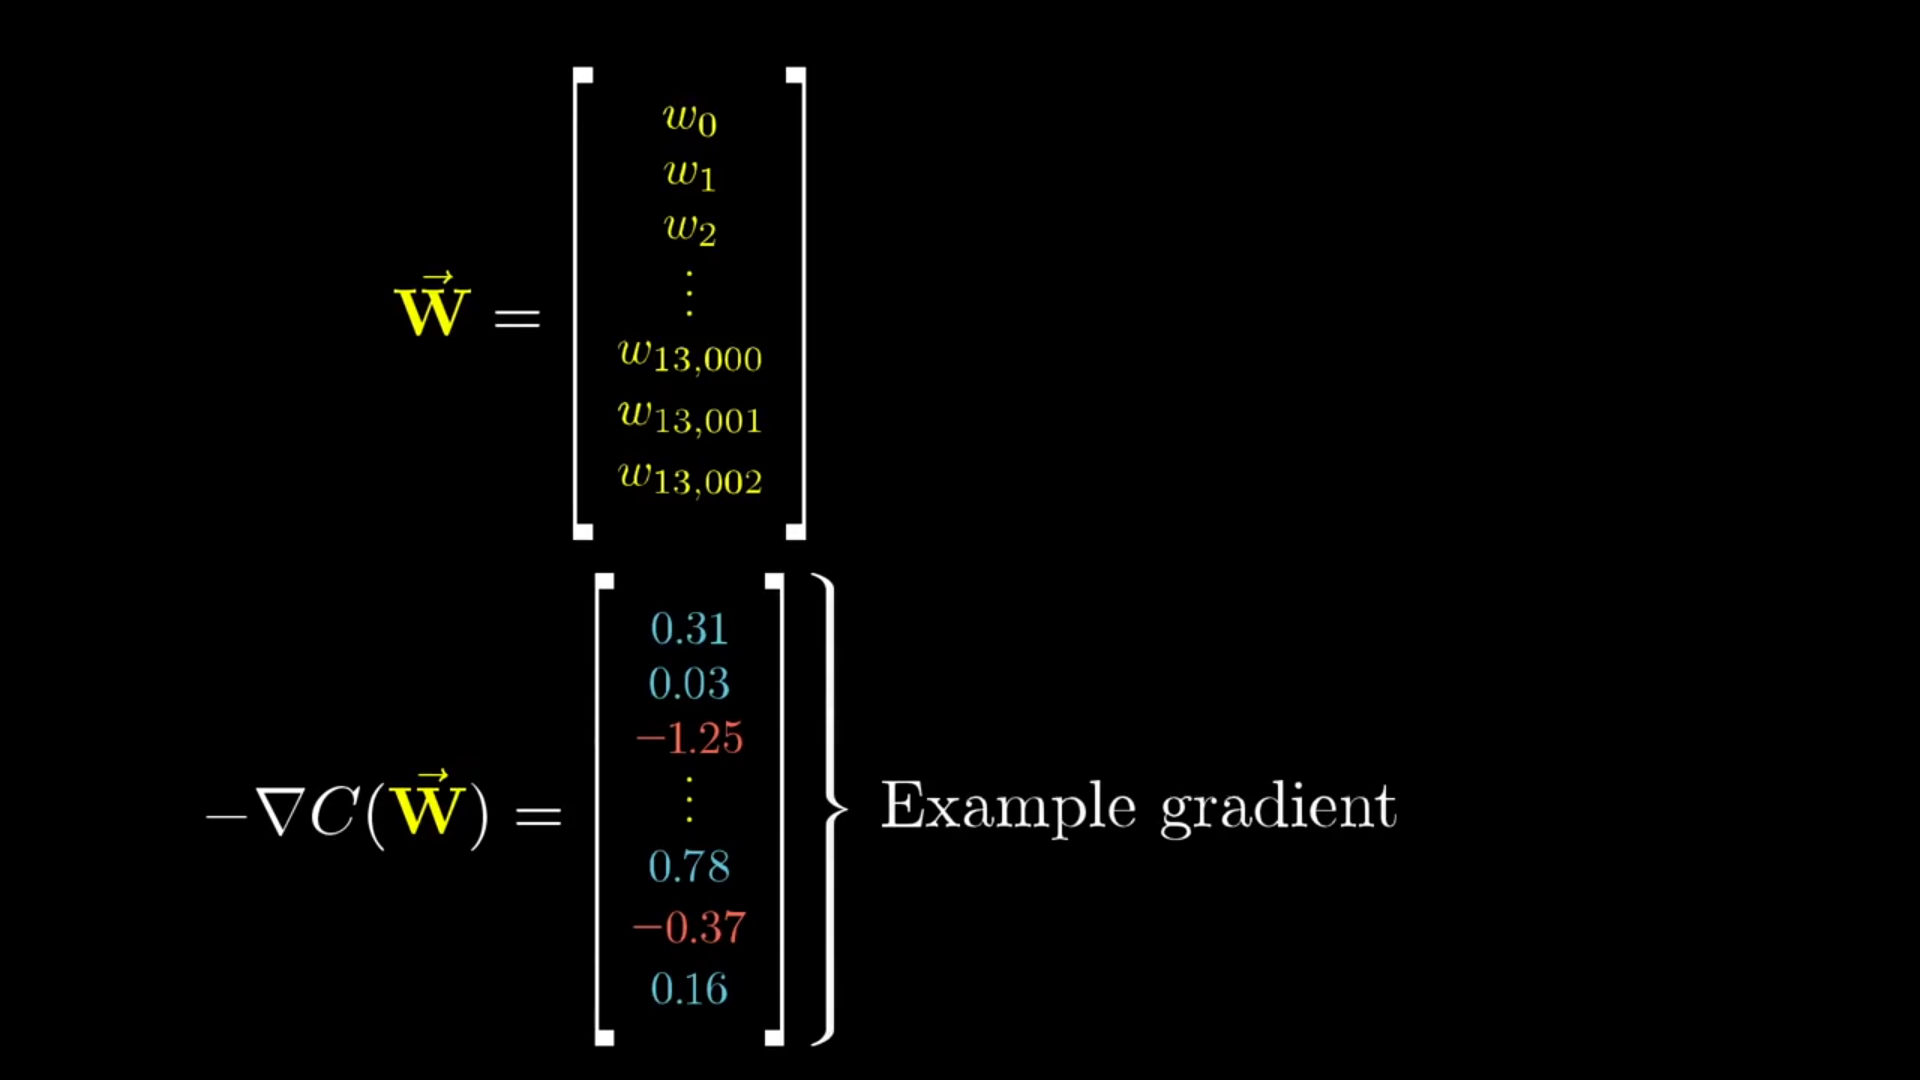 w₀
w₁
w₂
⋮
W⃗ =
w₁₃,₀₀₀
w₁₃,₀₀₁
w₁₃,₀₀₂
0.31
0.03
−1.25
⋮
−∇C(W⃗) =
Example gradient
0.78
−0.37
0.16